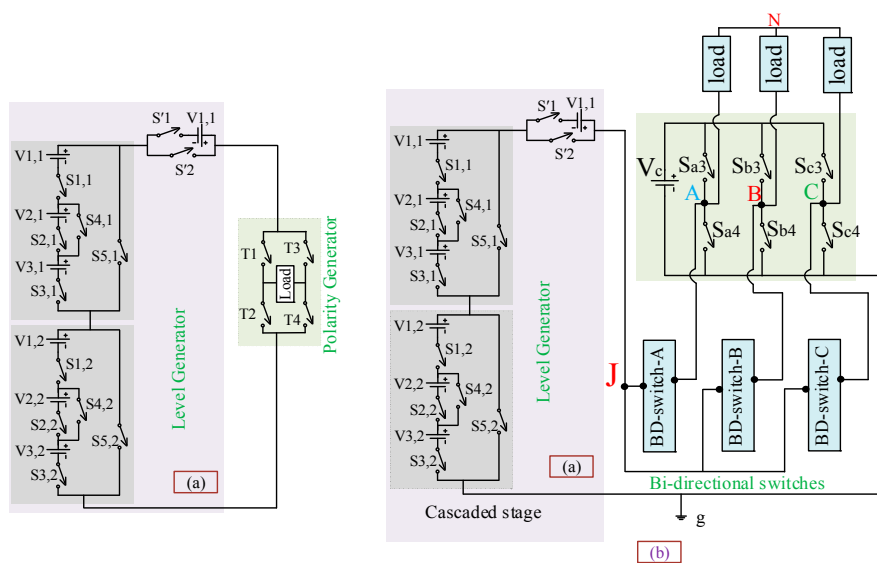 S'1
V1,1
S'2
V1,1
S1,1
V2,1
S4,1
S2,1
S5,1
V3,1
S3,1
V1,2
S1,2
V2,2
S4,2
S2,2
S5,2
V3,2
S3,2
Level Generator
(a)
T1
T3
Load
T2
T4
Polarity Generator
S'1
V1,1
S'2
V1,1
S1,1
V2,1
S4,1
S2,1
S5,1
V3,1
S3,1
V1,2
S1,2
V2,2
S4,2
S2,2
S5,2
V3,2
S3,2
Level Generator
(a)
Cascaded stage
N
load
load
load
Vc
Sa3
Sb3
Sc3
A
B
C
Sa4
Sb4
Sc4
J
BD-switch-A
BD-switch-B
BD-switch-C
Bi-directional switches
g
(b)